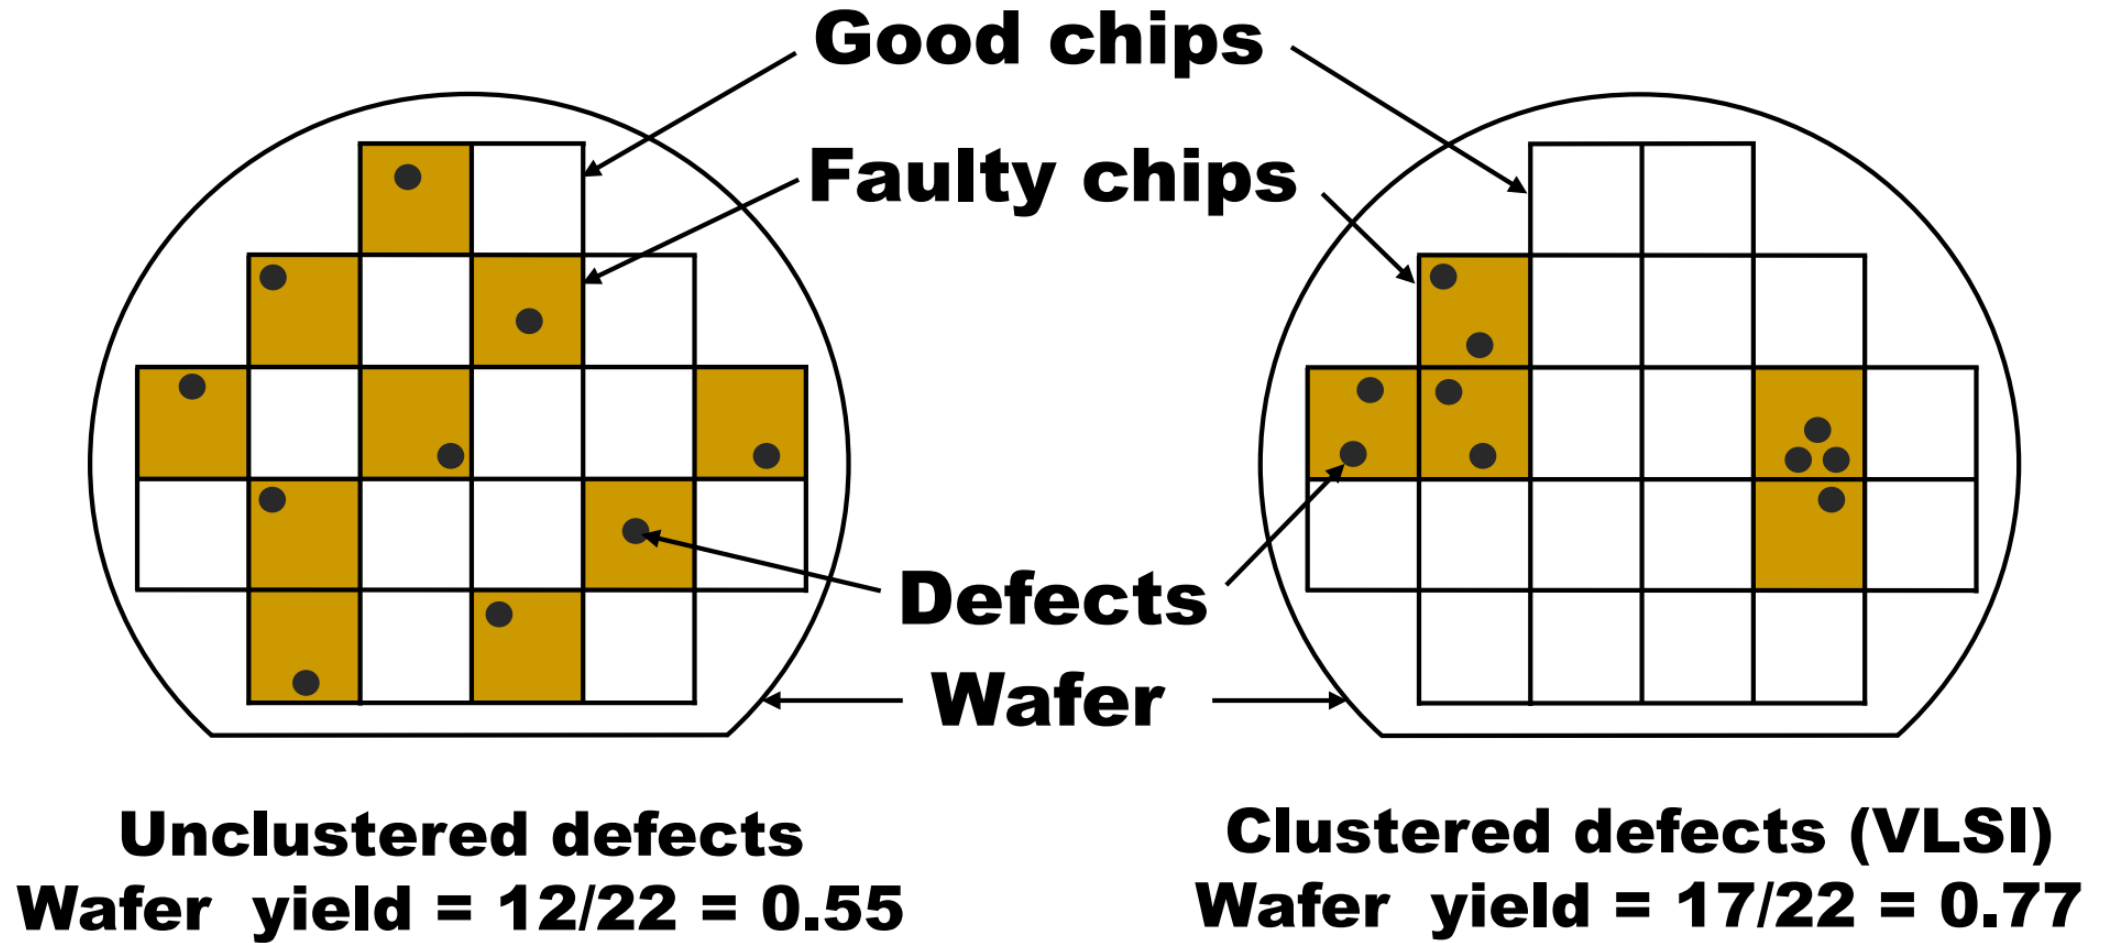 Good chips
Faulty chips
Defects
Wafer
Unclustered defects
Wafer yield = 12/22 = 0.55
Clustered defects (VLSI)
Wafer yield = 17/22 = 0.77